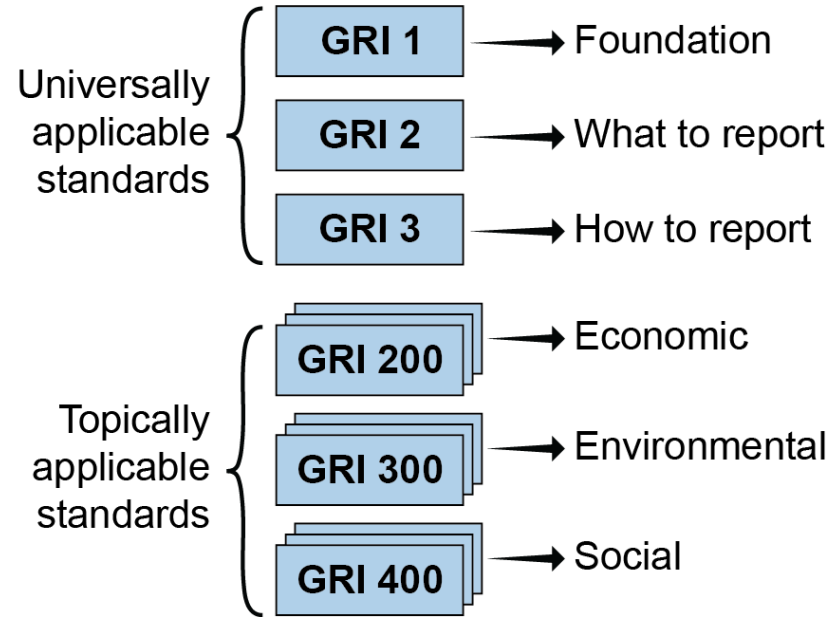 Universally
applicable
standards
GRI 1
Foundation
GRI 2
What to report
GRI 3
How to report
Topically
applicable
standards
GRI 200
Economic
GRI 300
Environmental
GRI 400
Social